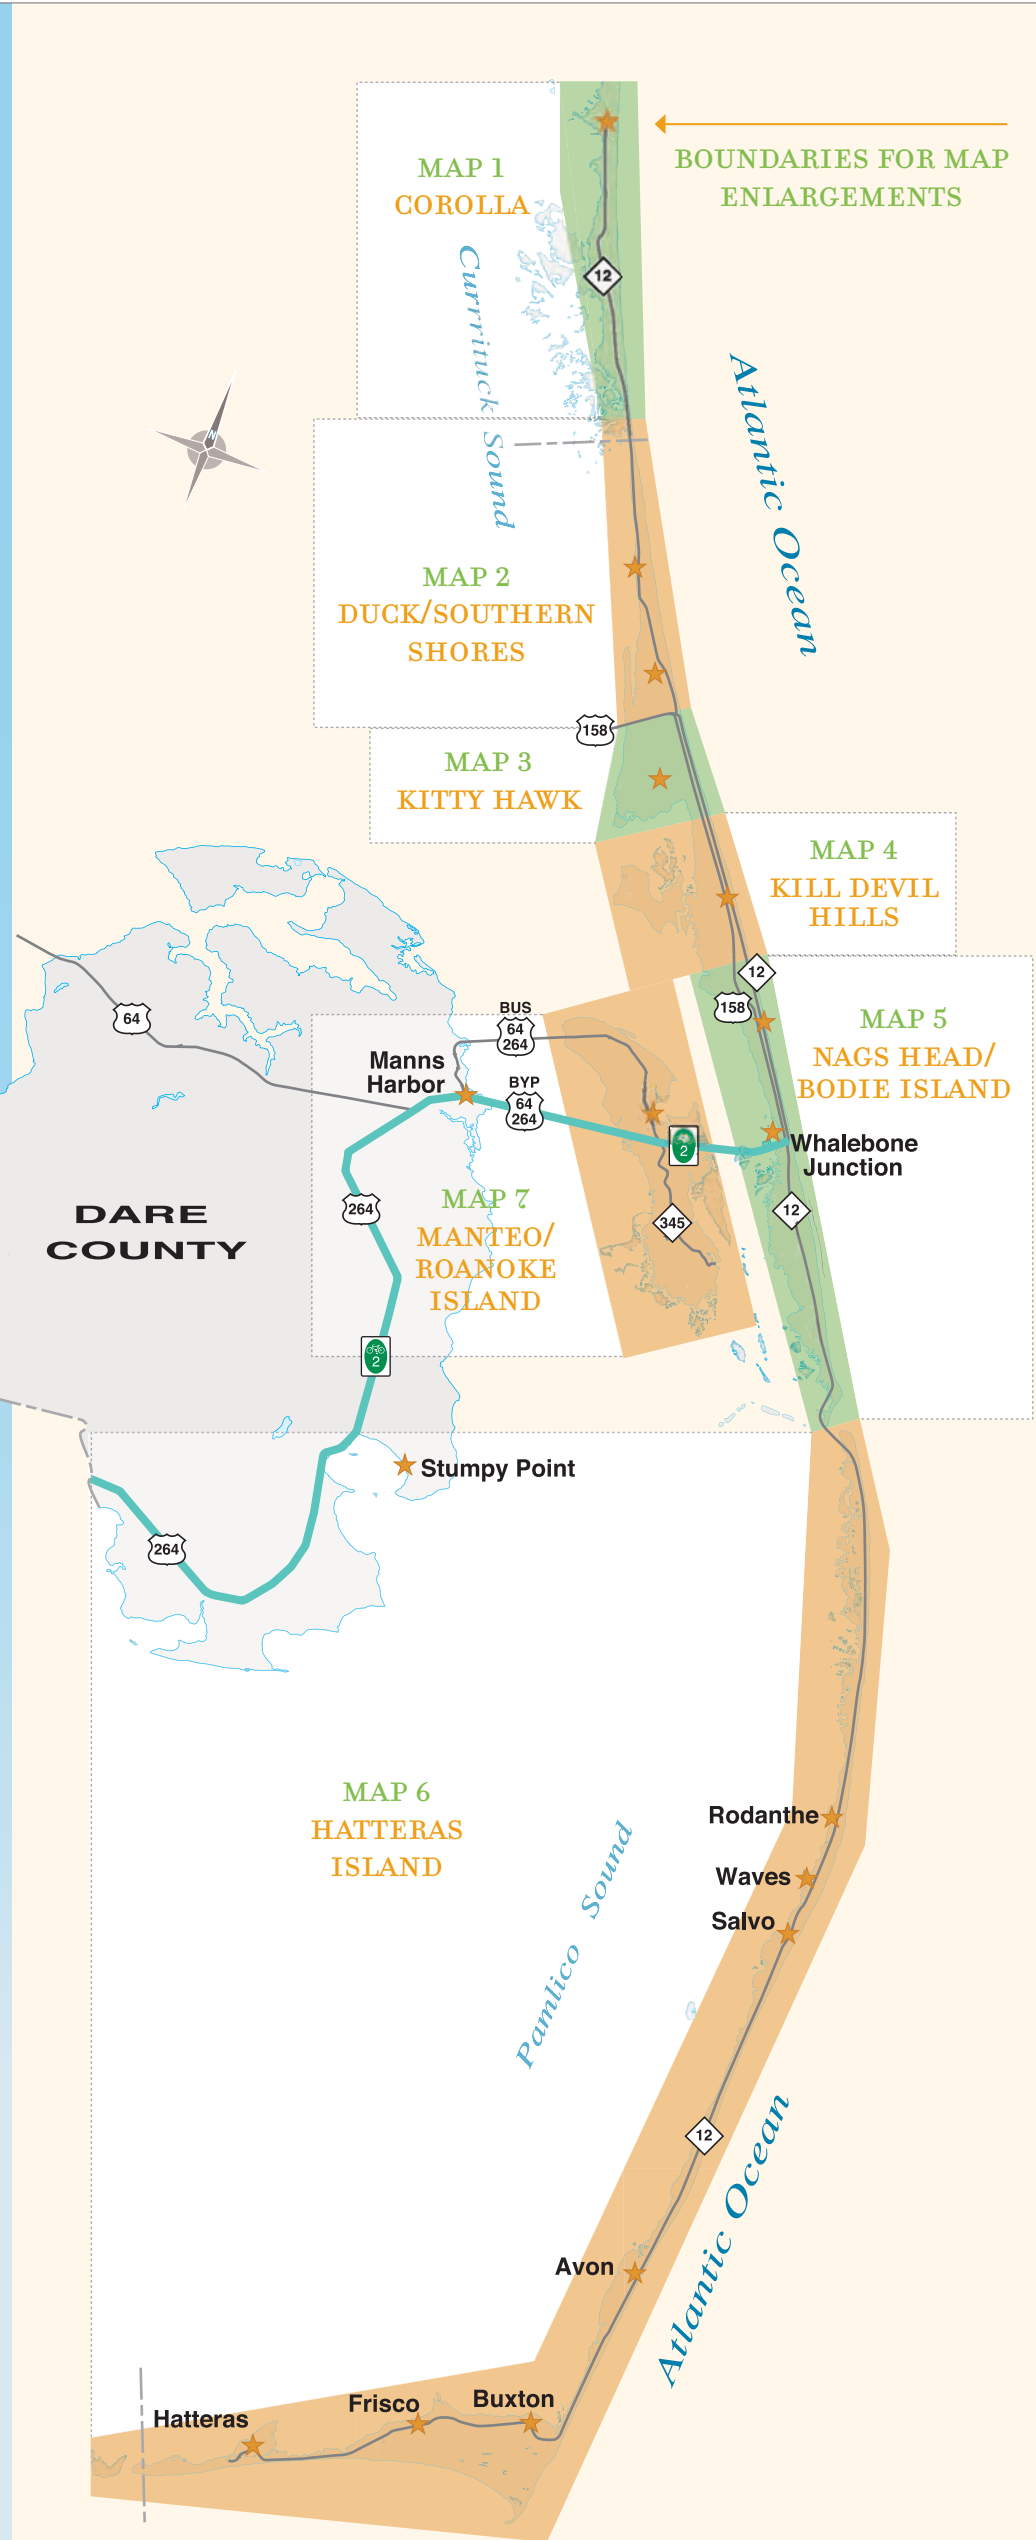 BOUNDARIES FOR MAP
ENLARGEMENTS
MAP 1
COROLLA
12
Currrituck Sound
Atlantic Ocean
N
MAP 2
DUCK/SOUTHERN
SHORES
158
MAP 3
KITTY HAWK
MAP 4
KILL DEVIL
HILLS
12
158
MAP 5
NAGS HEAD/
BODIE ISLAND
64
BUS
64
264
Manns
Harbor
BYP
64
264
2
Whalebone
Junction
264
MAP 7
MANTEO/
ROANOKE
ISLAND
345
12
DARE
COUNTY
2
Stumpy Point
264
MAP 6
HATTERAS
ISLAND
Rodanthe
Waves
Salvo
Pamlico Sound
12
Atlantic Ocean
Avon
Buxton
Frisco
Hatteras